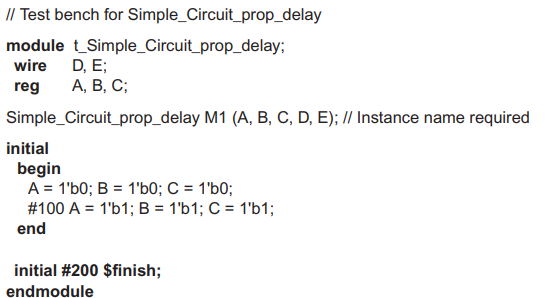 // Test bench for Simple_Circuit_prop_delay
module t_Simple_Circuit_prop_delay;
wire D, E;
reg A, B, C;
Simple_Circuit_prop_delay M1 (A, B, C, D, E); // Instance name required
initial
begin
A = 1'b0; B = 1'b0; C = 1'b0;
#100 A = 1'b1; B = 1'b1; C = 1'b1;
end
initial #200 $finish;
endmodule